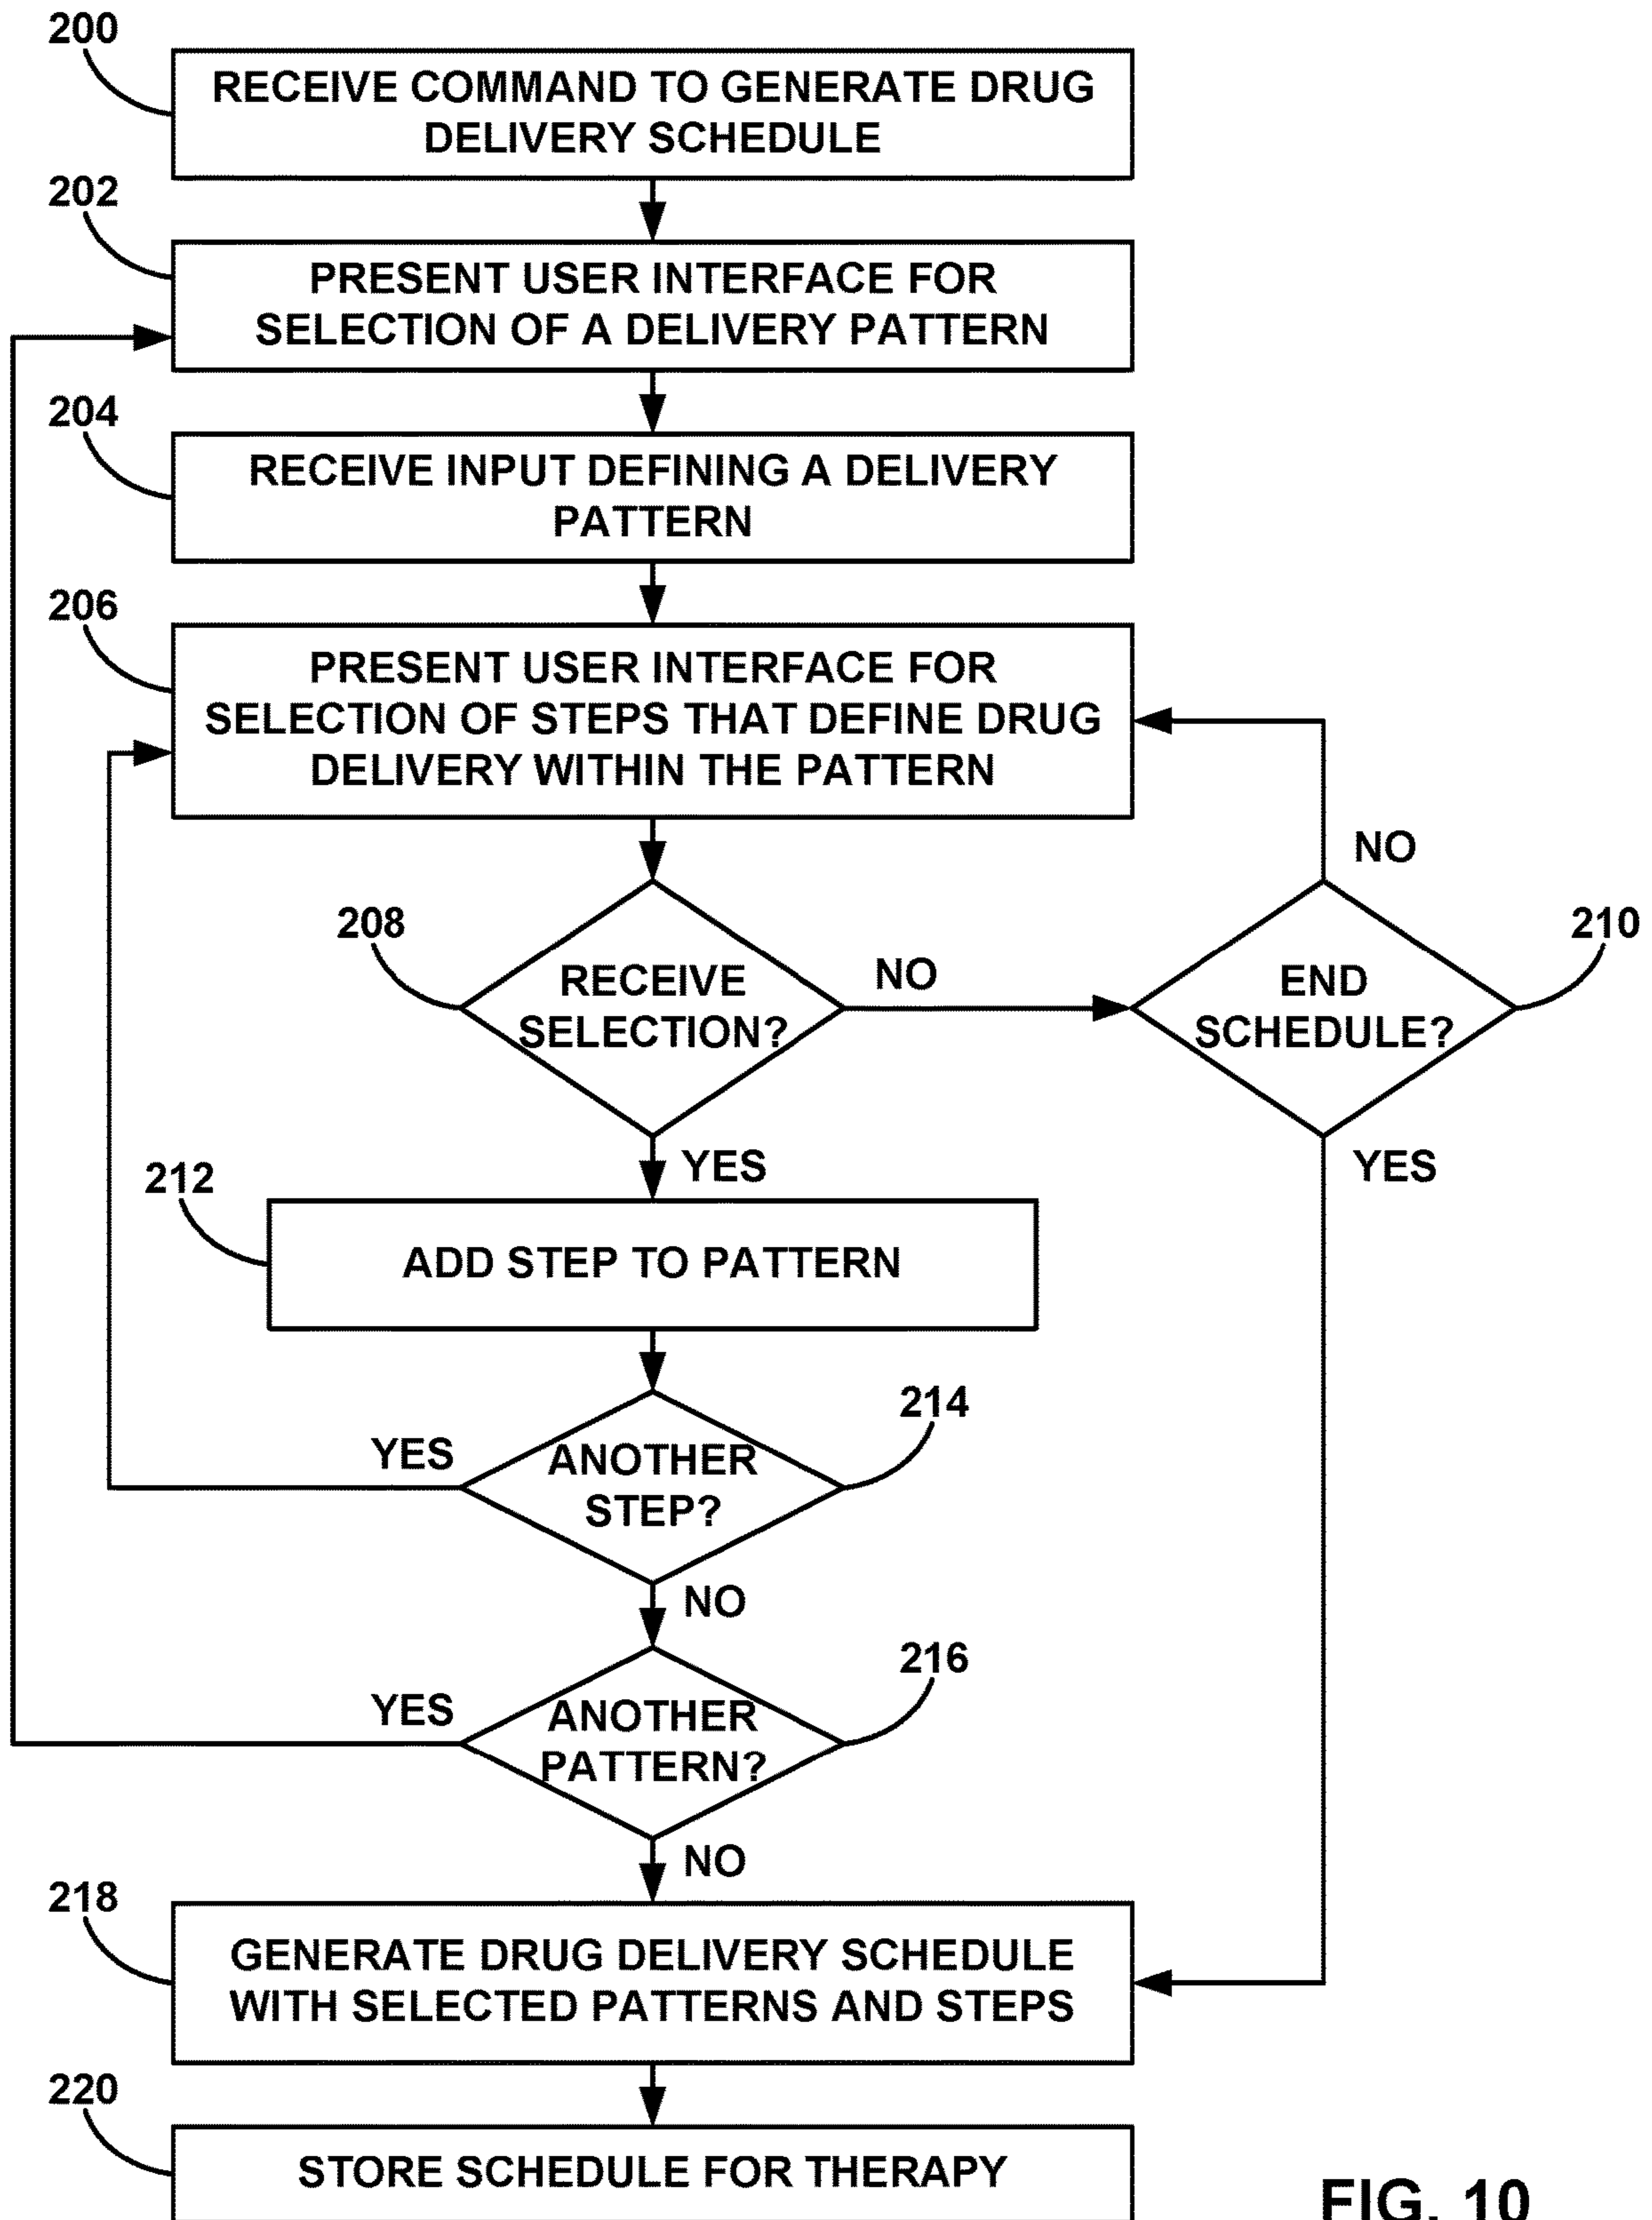 200
RECEIVE COMMAND TO GENERATE DRUG
DELIVERY SCHEDULE
202
PRESENT USER INTERFACE FOR
SELECTION OF A DELIVERY PATTERN
204
RECEIVE INPUT DEFINING A DELIVERY
PATTERN
206
PRESENT USER INTERFACE FOR
SELECTION OF STEPS THAT DEFINE DRUG
DELIVERY WITHIN THE PATTERN
NO
208
RECEIVE
SELECTION?
NO
210
END
SCHEDULE?
YES
YES
212
ADD STEP TO PATTERN
214
YES
ANOTHER
STEP?
NO
216
YES
ANOTHER
PATTERN?
NO
218
GENERATE DRUG DELIVERY SCHEDULE
WITH SELECTED PATTERNS AND STEPS
220
STORE SCHEDULE FOR THERAPY
FIG. 10